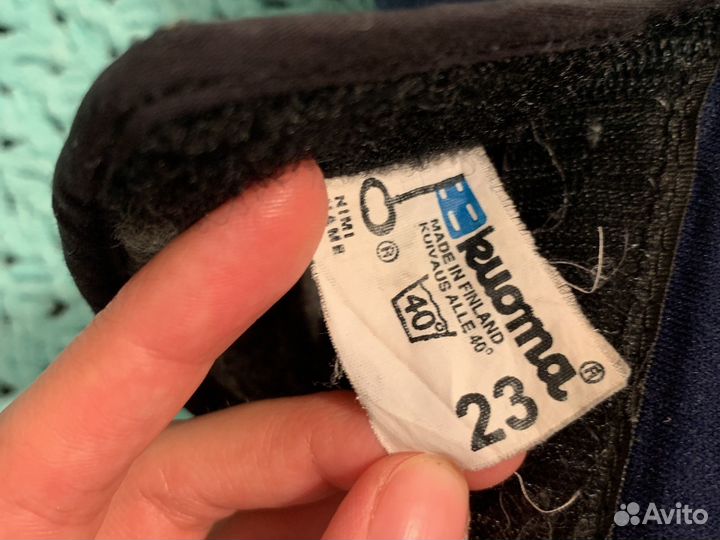 kuoma®
MADE IN FINLAND
KUIVAUS ALLE 40°
40°
®
NIMI
NAME
23
Avito